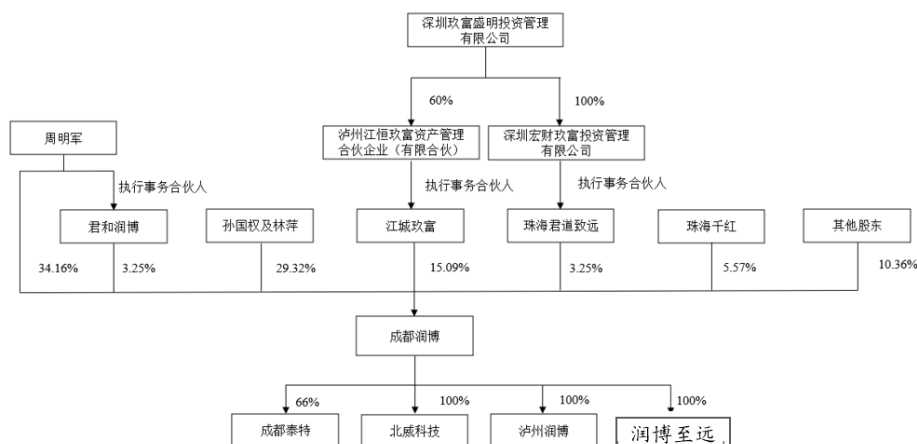 深圳玖富盛明投资管理
有限公司
60%
100%
周明军
泸州江恒玖富资产管理
合伙企业（有限合伙）
深圳宏财玖富投资管理
有限公司
执行事务合伙人
执行事务合伙人
执行事务合伙人
君和润博
孙国权及林萍
江城玖富
珠海君道致远
珠海千红
其他股东
34.16%
3.25%
29.32%
15.09%
3.25%
5.57%
10.36%
成都润博
66%
100%
100%
100%
成都泰特
北威科技
泸州润博
润博至远